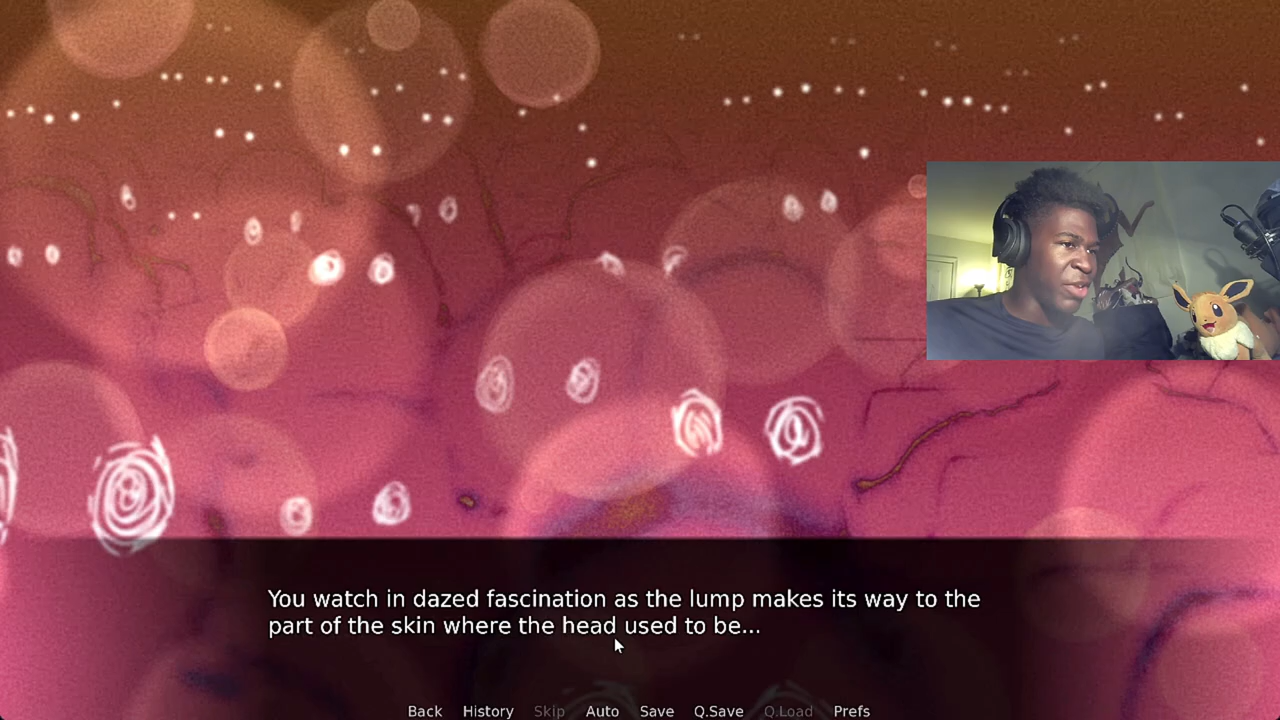 You watch in dazed fascination as the lump makes its way to the
part of the skin where the head used to be...
Back History Skip Auto Save Q.Save Q.Load Prefs